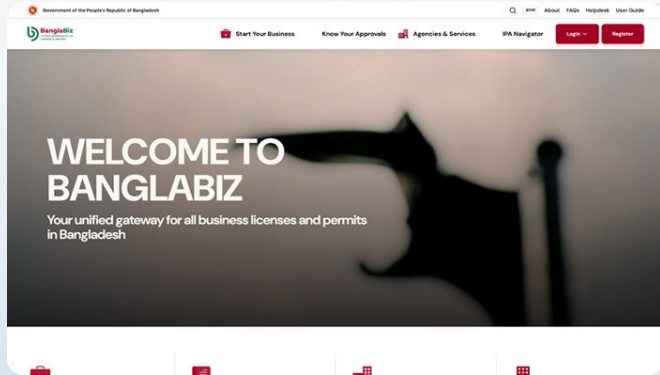 Government of the People's Republic of Bangladesh
বাংলা
About
FAQs
Helpdesk
User Guide
BanglaBiz
Start Your Business
Know Your Approvals
Agencies & Services
IPA Navigator
Login
Register
WELCOME TO
BANGLABIZ
Your unified gateway for all business licenses and permits
in Bangladesh